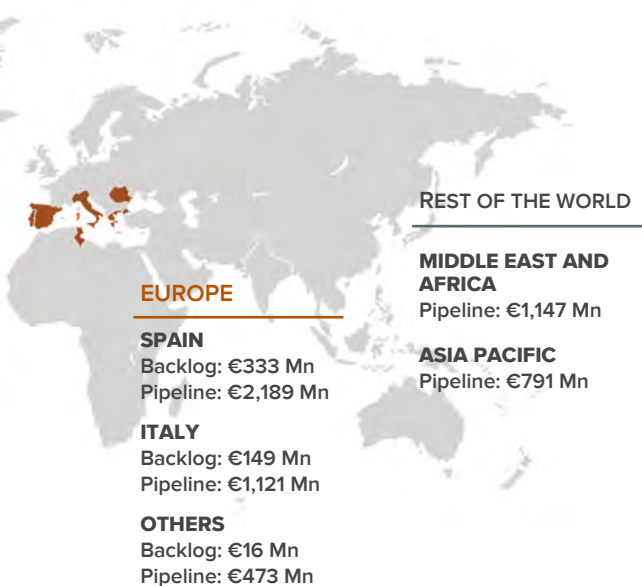 EUROPE
SPAIN
Backlog: €333 Mn
Pipeline: €2,189 Mn
ITALY
Backlog: €149 Mn
Pipeline: €1,121 Mn
OTHERS
Backlog: €16 Mn
Pipeline: €473 Mn
REST OF THE WORLD
MIDDLE EAST AND
AFRICA
Pipeline: €1,147 Mn
ASIA PACIFIC
Pipeline: €791 Mn